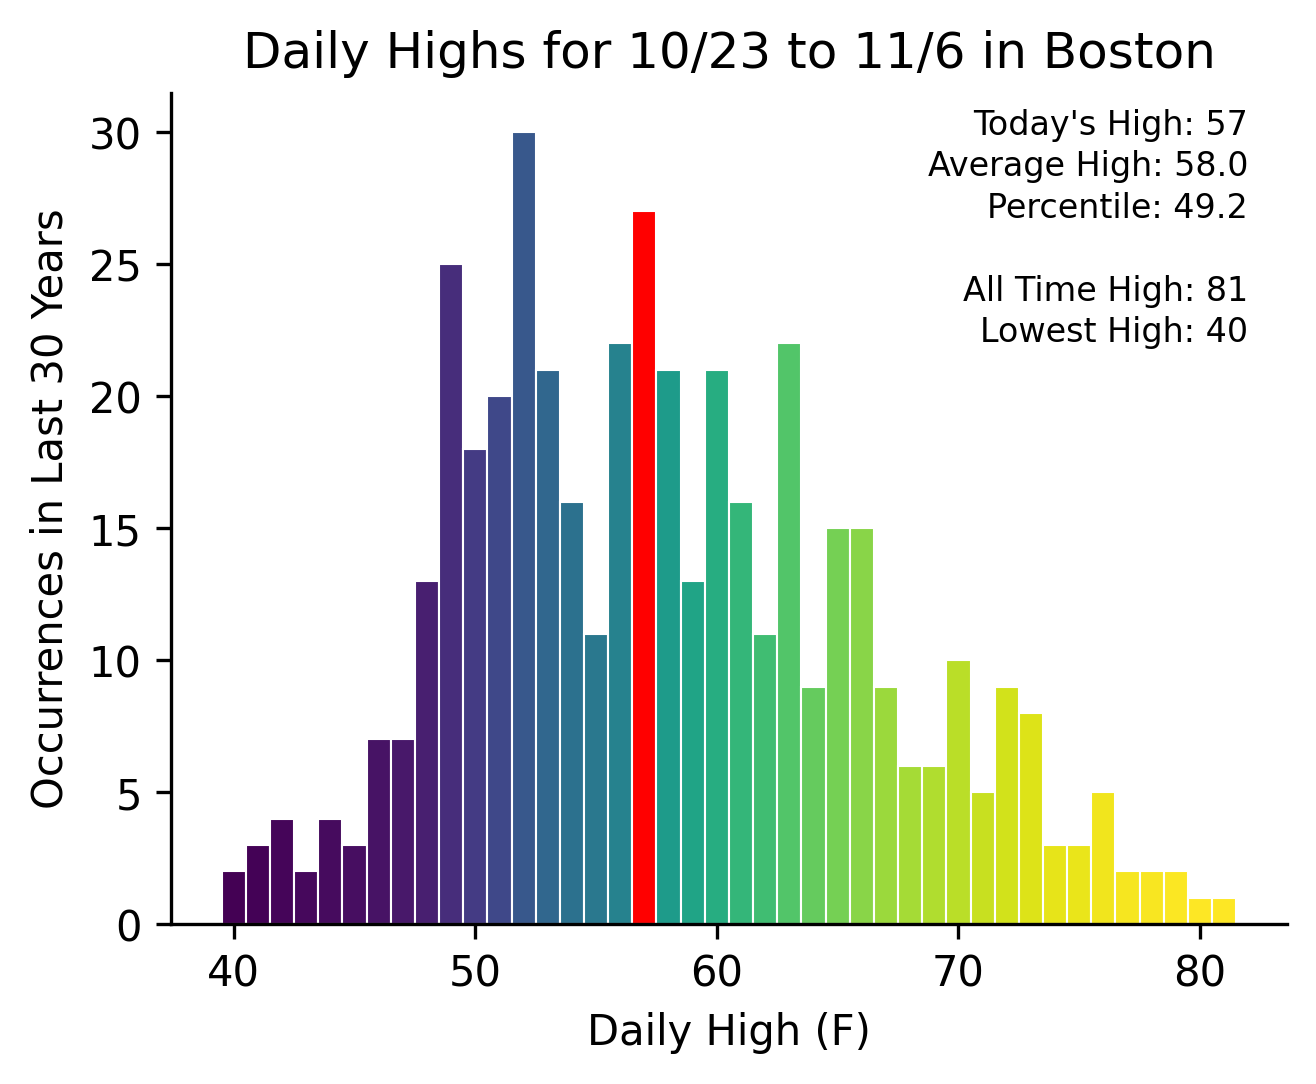 Daily Highs for 10/23 to 11/6 in Boston
Today's High: 57
Average High: 58.0
Percentile: 49.2
All Time High: 81
Lowest High: 40
Occurrences in Last 30 Years
30
25
20
15
10
5
0
40 50 60 70 80
Daily High (F)